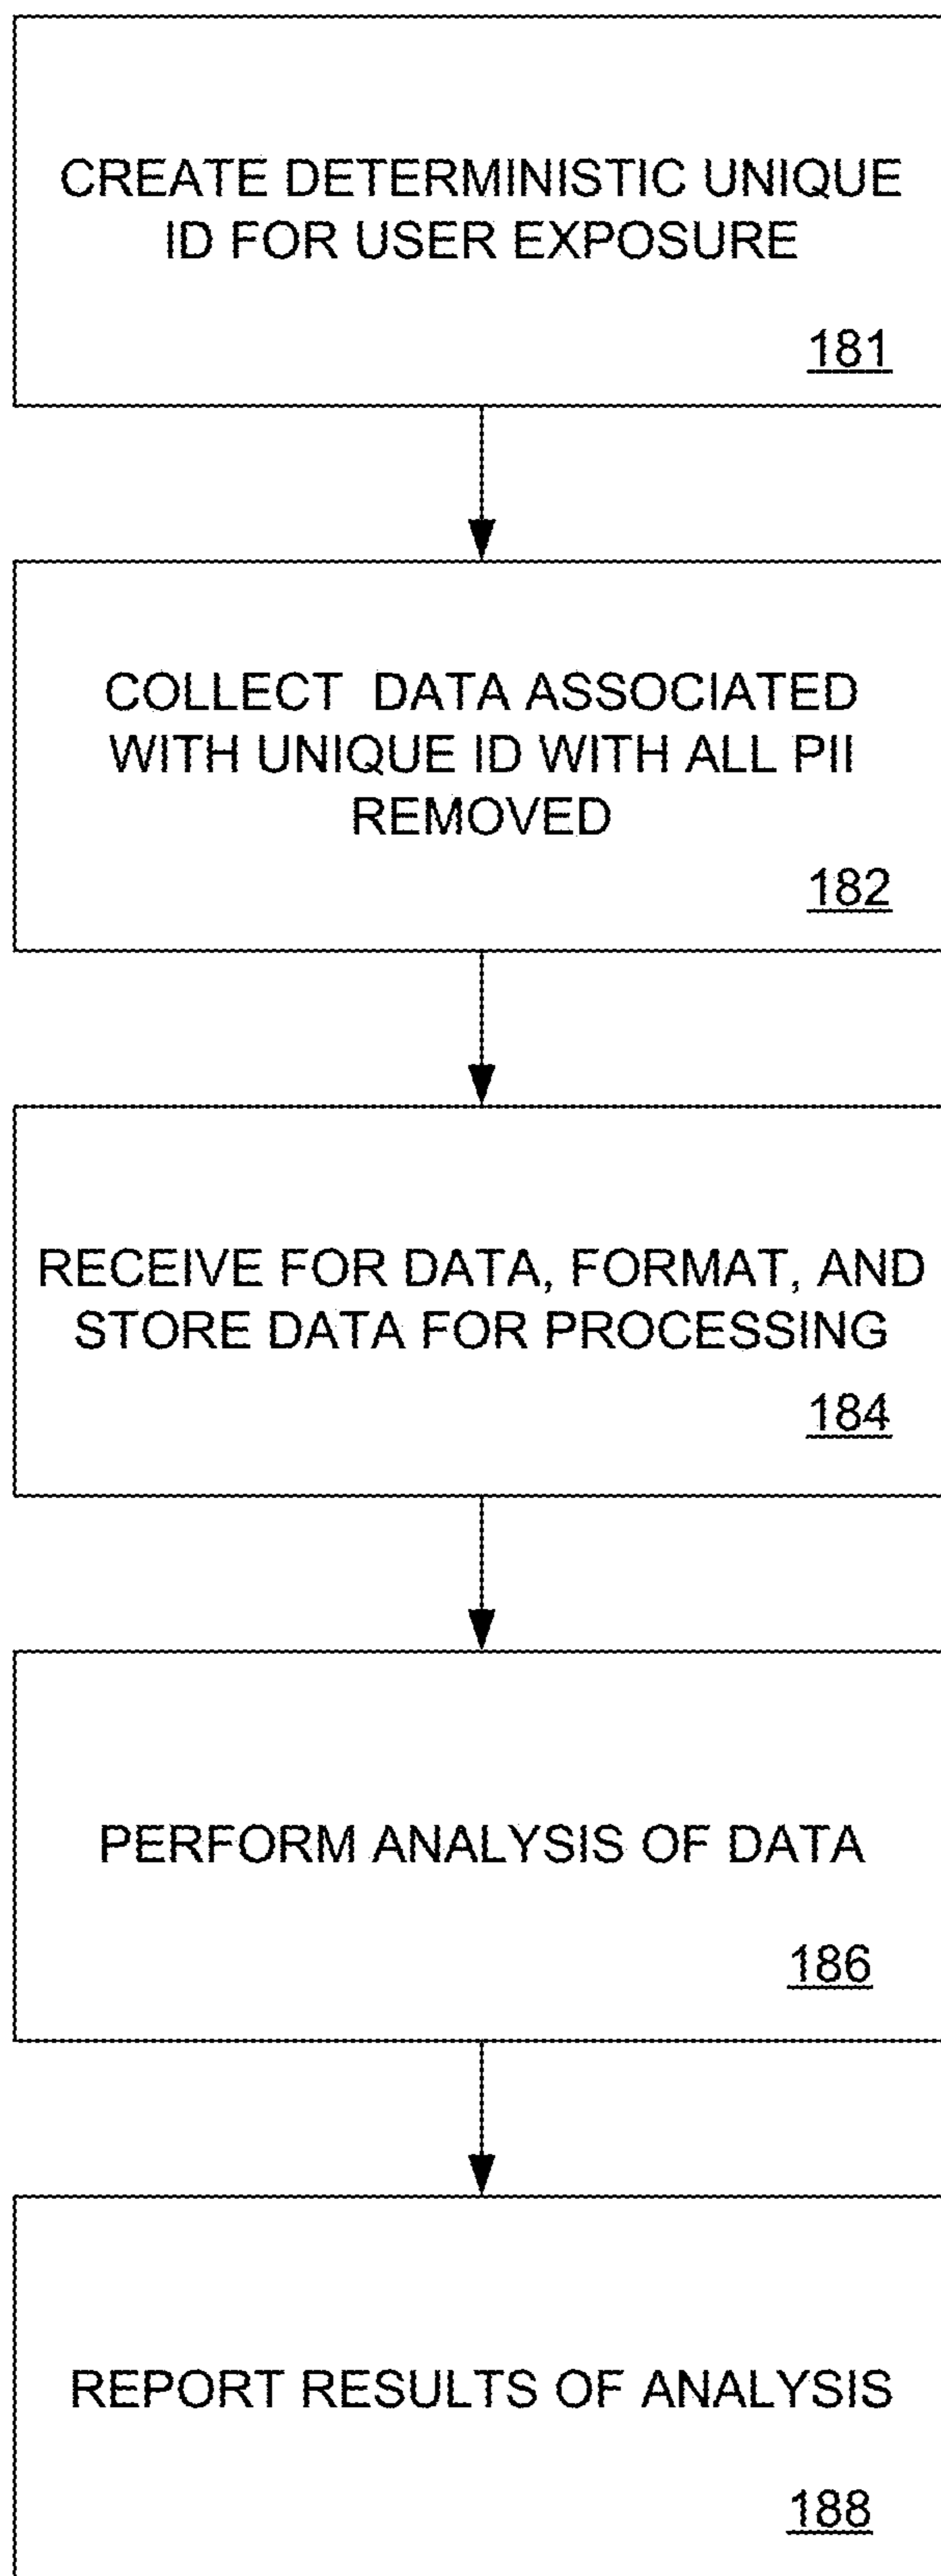 CREATE DETERMINISTIC UNIQUE
ID FOR USER EXPOSURE
181
COLLECT DATA ASSOCIATED
WITH UNIQUE ID WITH ALL PII
REMOVED
182
RECEIVE FOR DATA, FORMAT, AND
STORE DATA FOR PROCESSING
184
PERFORM ANALYSIS OF DATA
186
REPORT RESULTS OF ANALYSIS
188